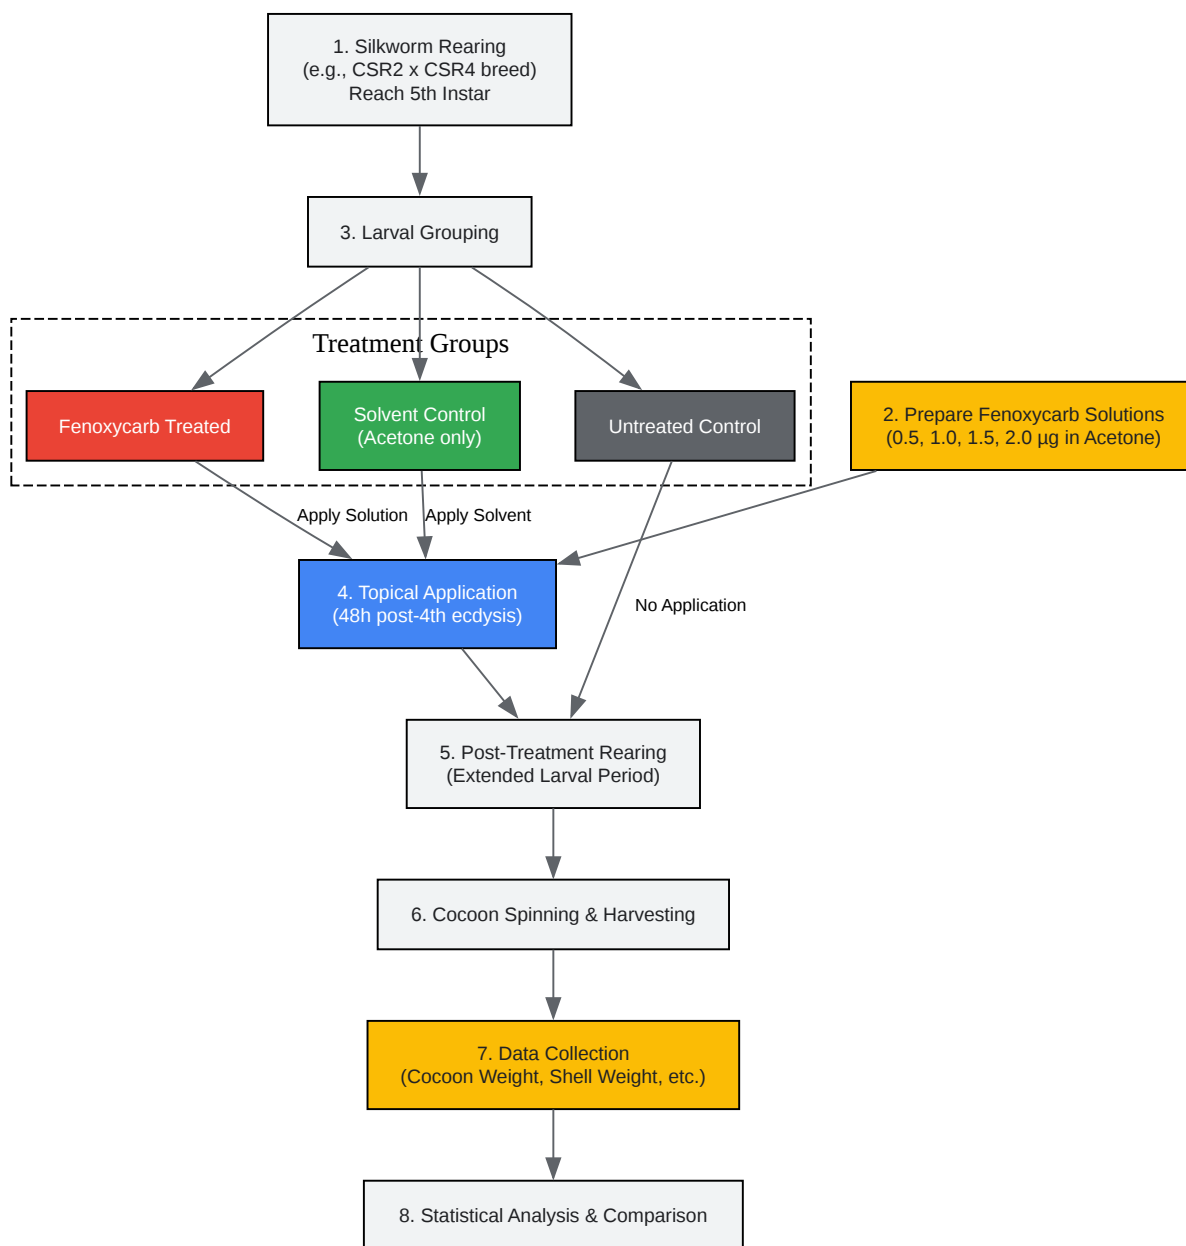 1. Silkworm Rearing
(e.g., CSR2 x CSR4 breed)
Reach 5th Instar
3. Larval Grouping
Treatment Groups
Fenoxycarb Treated
Solvent Control
(Acetone only)
Untreated Control
2. Prepare Fenoxycarb Solutions
(0.5, 1.0, 1.5, 2.0 µg in Acetone)
Apply Solution
Apply Solvent
4. Topical Application
(48h post-4th ecdysis)
No Application
5. Post-Treatment Rearing
(Extended Larval Period)
6. Cocoon Spinning & Harvesting
7. Data Collection
(Cocoon Weight, Shell Weight, etc.)
8. Statistical Analysis & Comparison